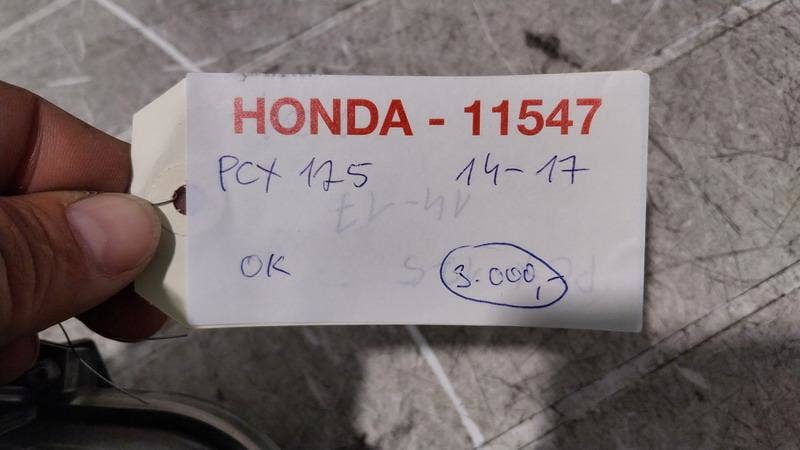 HONDA - 11547
PCX 125 14-17
OK 3.000,-